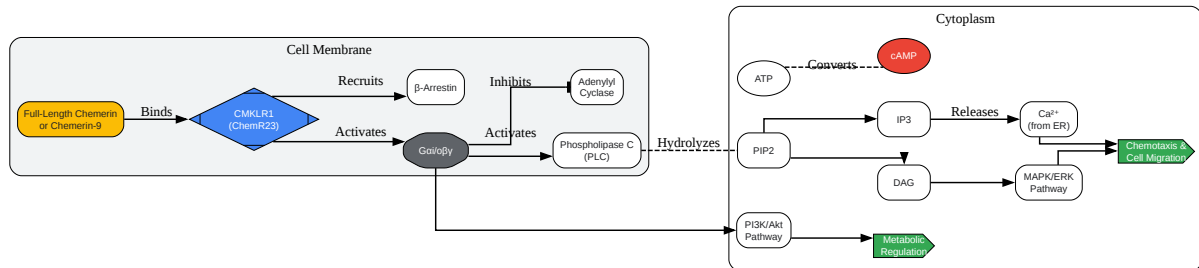 Cytoplasm
Cell Membrane
cAMP
Converts
ATP
Recruits
Inhibits
β-Arrestin
Adenylyl
Cyclase
Full-Length Chemerin
or Chemerin-9
Binds
CMKLR1
(ChemR23)
Activates
Gαi/oβγ
Activates
Phospholipase C
(PLC)
Hydrolyzes
PIP2
IP3
Releases
Ca²⁺
(from ER)
Chemotaxis &
Cell Migration
DAG
MAPK/ERK
Pathway
PI3K/Akt
Pathway
Metabolic
Regulation